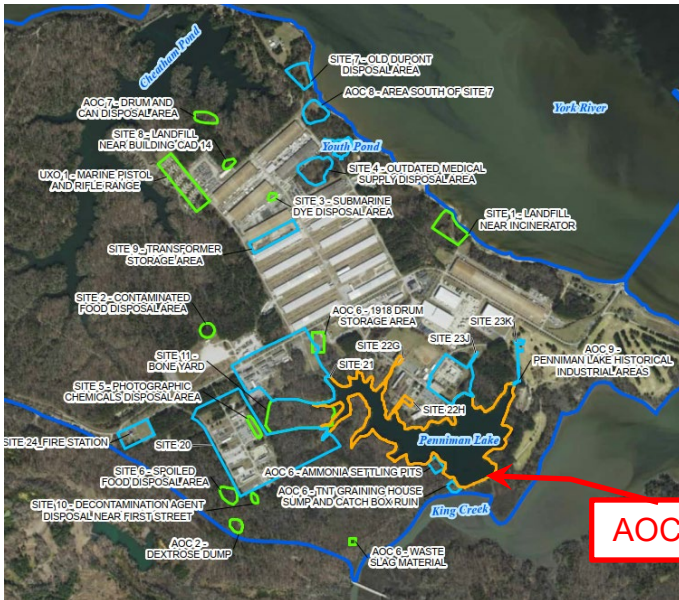 Cheatham Pond
SITE 7 - OLD DUPONT
DISPOSAL AREA
AOC 8 - AREA SOUTH OF SITE 7
York River
AOC 7 - DRUM AND
CAN DISPOSAL AREA
SITE 8 - LANDFILL
NEAR BUILDING CAD 14
Youth Pond
UXO 1 - MARINE PISTOL
AND RIFLE RANGE
SITE 4 - OUTDATED MEDICAL
SUPPLY DISPOSAL AREA
SITE 3 - SUBMARINE
DYE DISPOSAL AREA
SITE 1 - LANDFILL
NEAR INCINERATOR
SITE 9 - TRANSFORMER
STORAGE AREA
SITE 2 - CONTAMINATED
FOOD DISPOSAL AREA
AOC 6 - 1918 DRUM
STORAGE AREA
SITE 23K
SITE 23J
SITE 22G
AOC 9 -
PENNIMAN LAKE HISTORICAL
INDUSTRIAL AREAS
SITE 11 -
BONE YARD
SITE 21
SITE 5 - PHOTOGRAPHIC
CHEMICALS DISPOSAL AREA
SITE 22H
SITE 24_FIRE STATION
SITE 20
Penniman Lake
SITE 6 - SPOILED
FOOD DISPOSAL AREA
AOC 6 - AMMONIA SETTLING PITS
AOC 6 - TNT GRAINING HOUSE
SUMP AND CATCH BOX RUIN
SITE 10 - DECONTAMINATION AGENT
DISPOSAL NEAR FIRST STREET
King Creek
AOC
AOC 2 -
DEXTROSE DUMP
AOC 6 - WASTE
SLAG MATERIAL